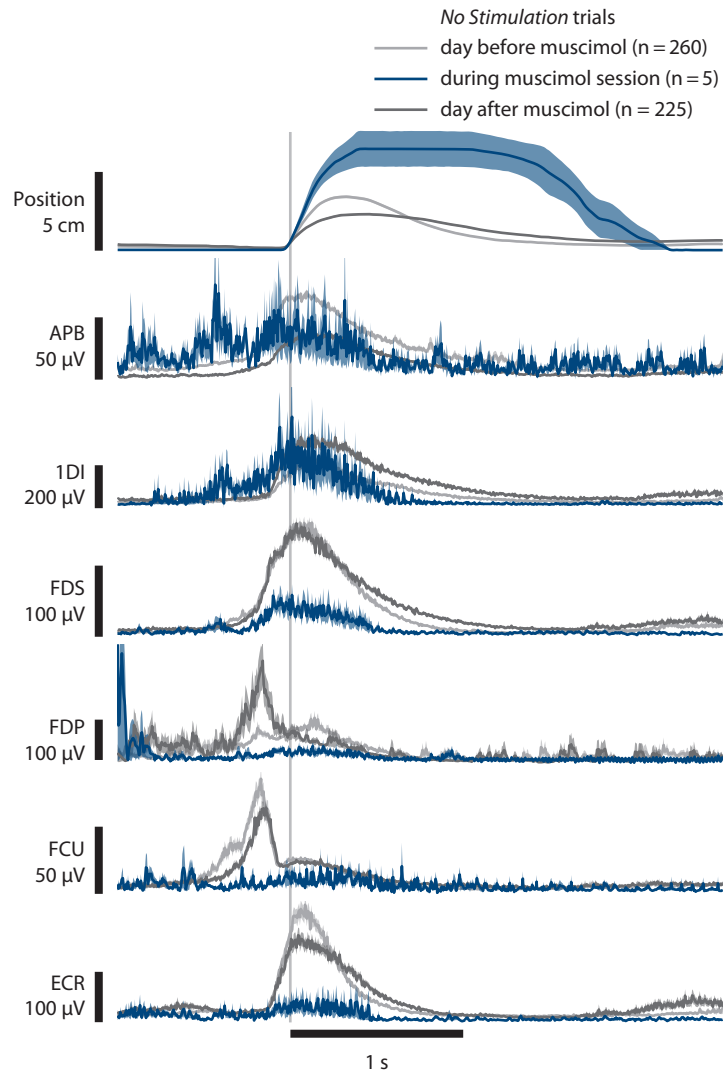 No Stimulation trials
day before muscimol (n = 260)
during muscimol session (n = 5)
day after muscimol (n = 225)
Position
5 cm
APB
50 µV
1DI
200 µV
FDS
100 µV
FDP
100 µV
FCU
50 µV
ECR
100 µV
1 s